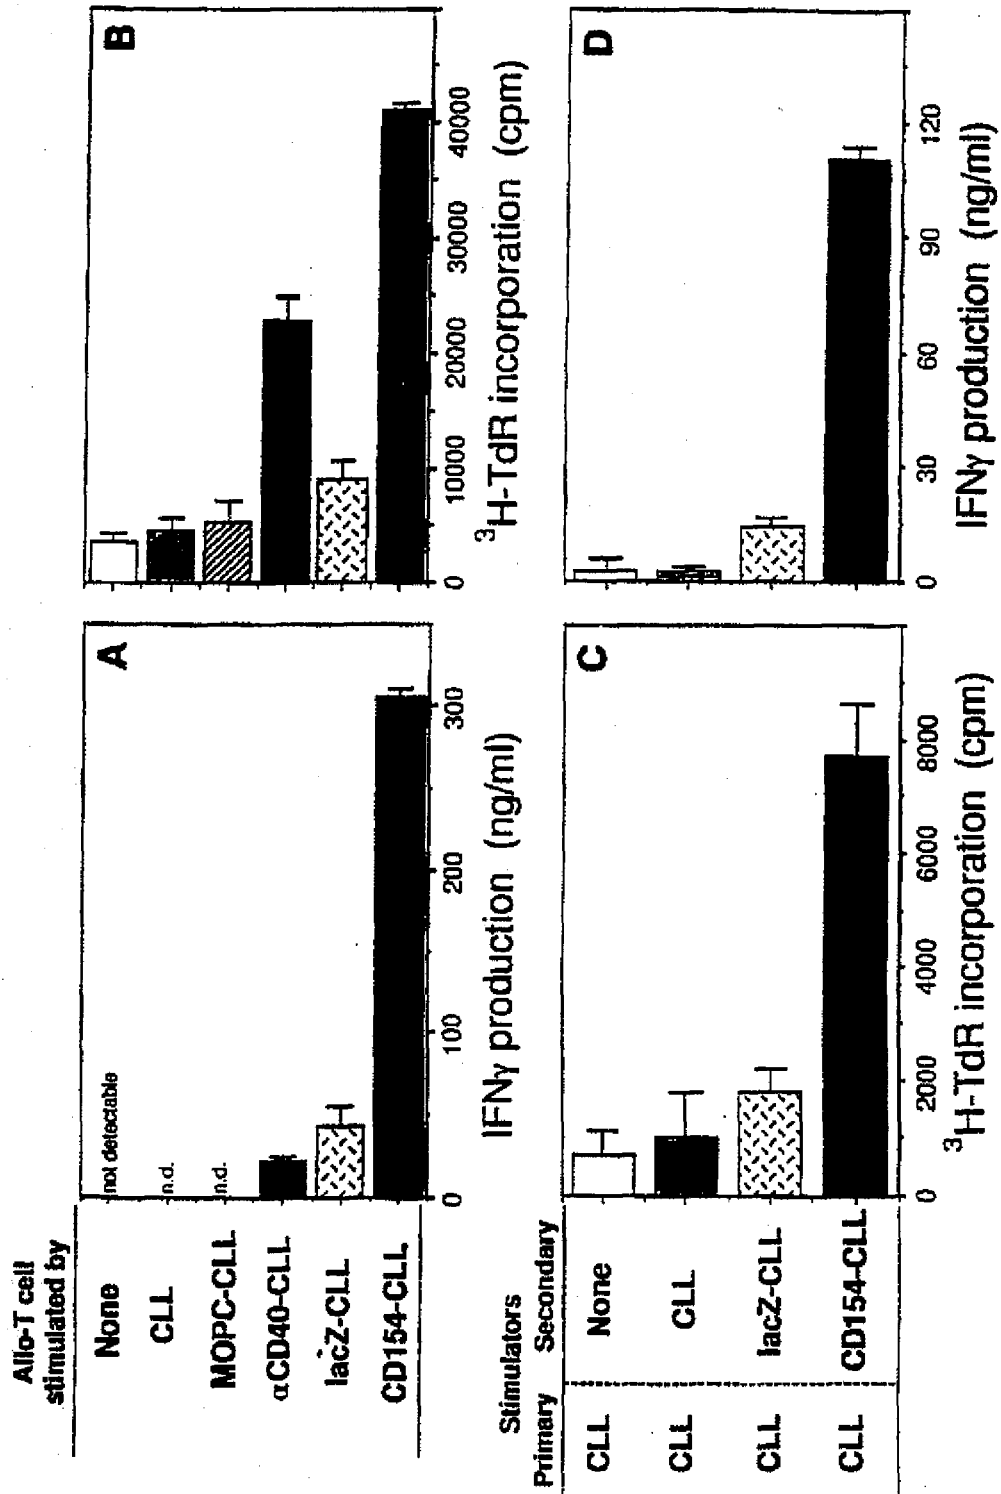 Allo-T cell
stimulated by
None
CLL
MOPC-CLL
αCD40-CLL
lacZ-CLL
CD154-CLL
not detectable
n.d.
n.d.
A
0 100 200 300
IFNγ production (ng/ml)
B
0 10000 20000 30000 40000
³H-TdR incorporation (cpm)
Stimulators
Primary Secondary
CLL None
CLL CLL
CLL lacZ-CLL
CLL CD154-CLL
C
0 2000 4000 6000 8000
³H-TdR incorporation (cpm)
D
0 30 60 90 120
IFNγ production (ng/ml)